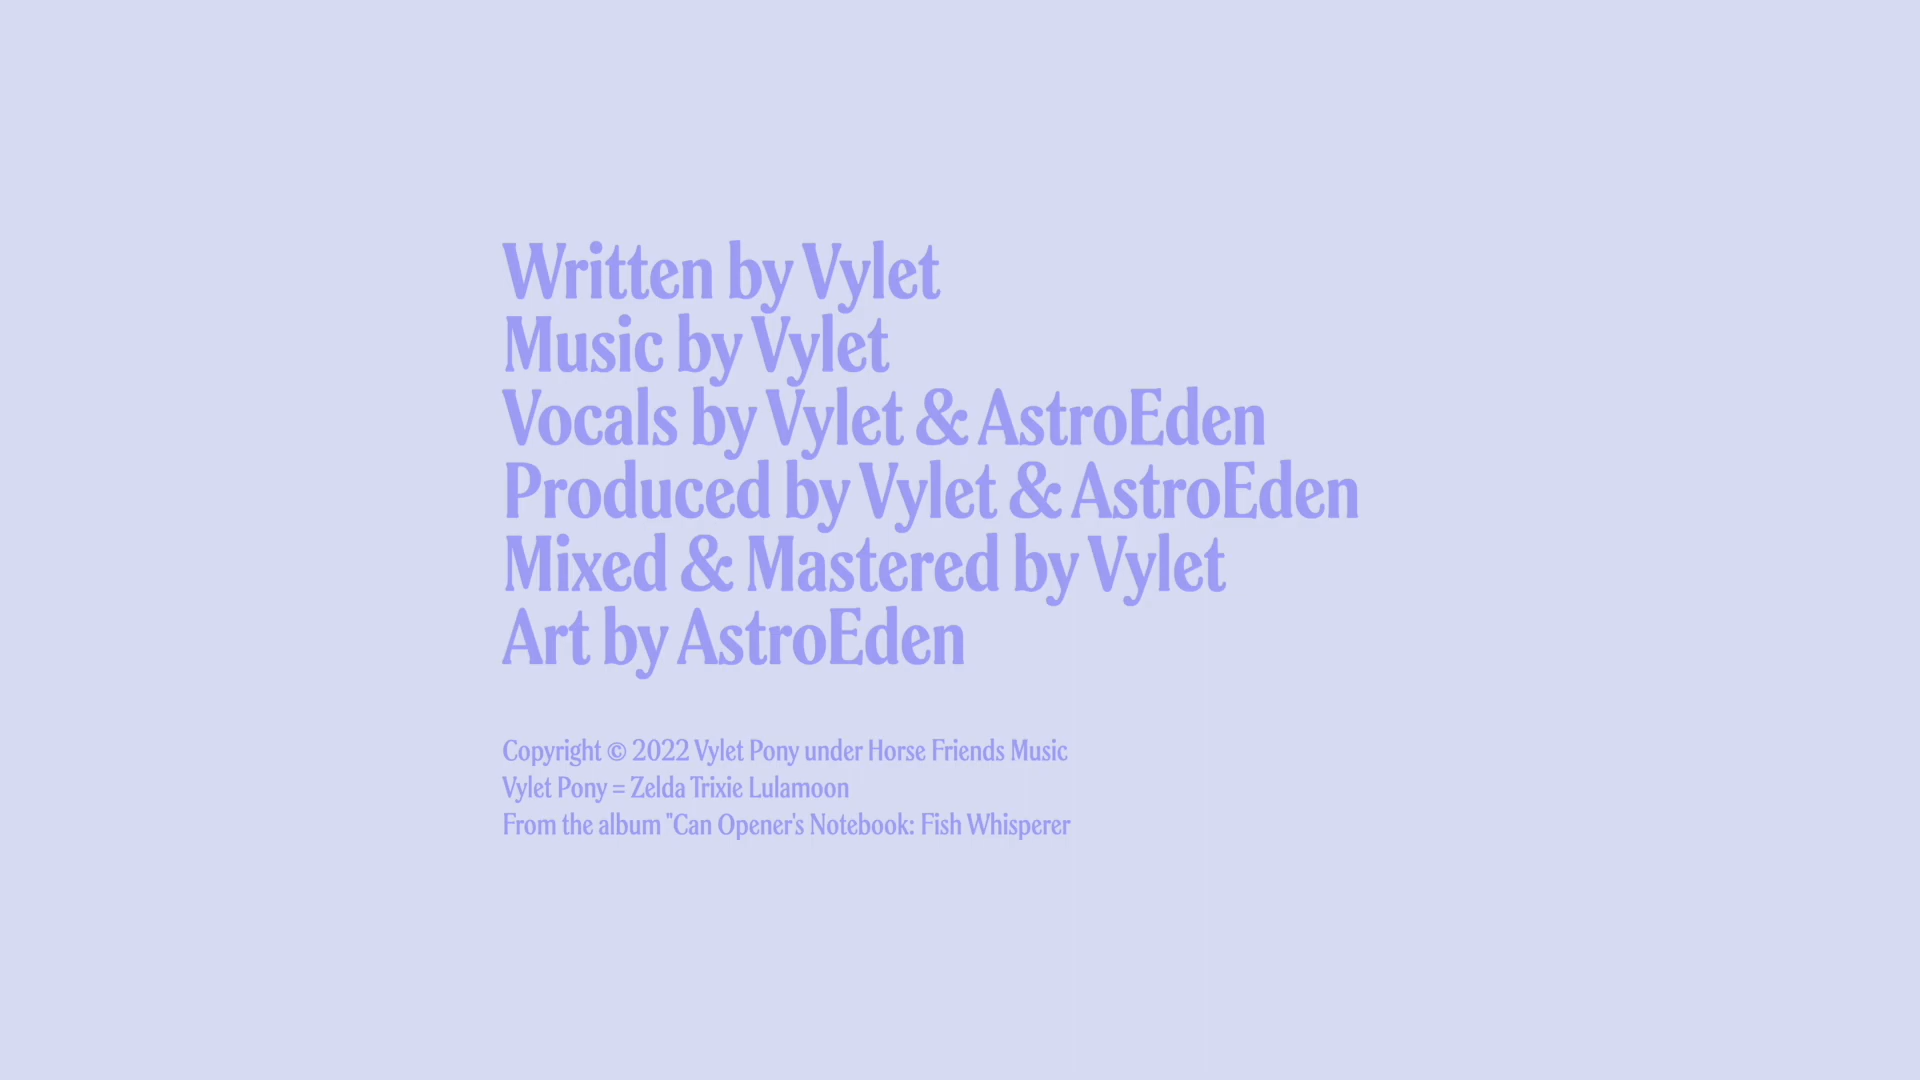 Written by Vylet
Music by Vylet
Vocals by Vylet & AstroEden
Produced by Vylet & AstroEden
Mixed & Mastered by Vylet
Art by AstroEden
Copyright © 2022 Vylet Pony under Horse Friends Music
Vylet Pony = Zelda Trixie Lulamoon
From the album "Can Opener's Notebook: Fish Whisperer